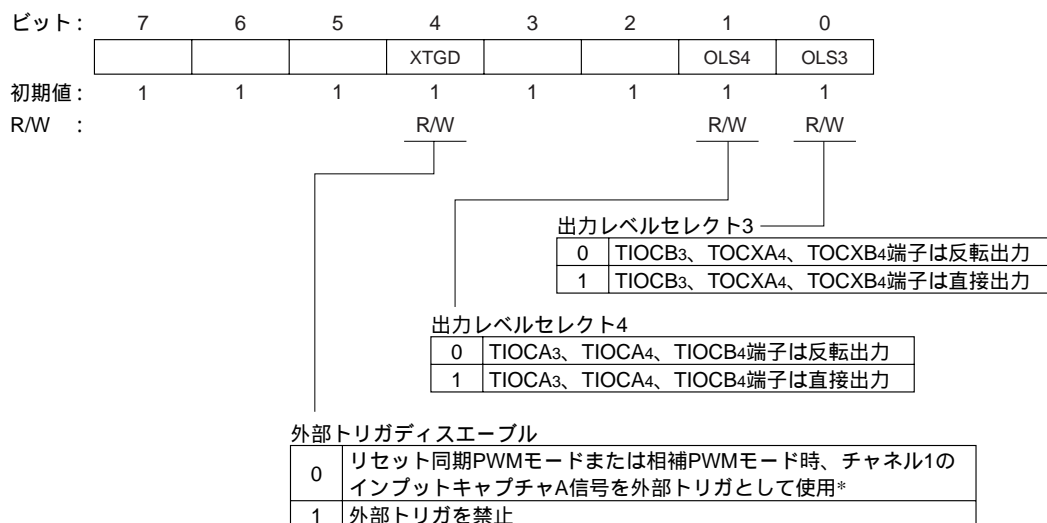 ビット: 7 6 5 4 3 2 1 0
XTGD OLS4 OLS3
初期値: 1 1 1 1 1 1 1 1
R/W : R/W R/W R/W
出力レベルセレクト3
0 TIOCB3、TOCXA4、TOCXB4端子は反転出力
1 TIOCB3、TOCXA4、TOCXB4端子は直接出力
出力レベルセレクト4
0 TIOCA3、TIOCA4、TIOCB4端子は反転出力
1 TIOCA3、TIOCA4、TIOCB4端子は直接出力
外部トリガディスエーブル
0 リセット同期PWMモードまたは相補PWMモード時、チャネル1の
インプットキャプチャA信号を外部トリガとして使用*
1 外部トリガを禁止